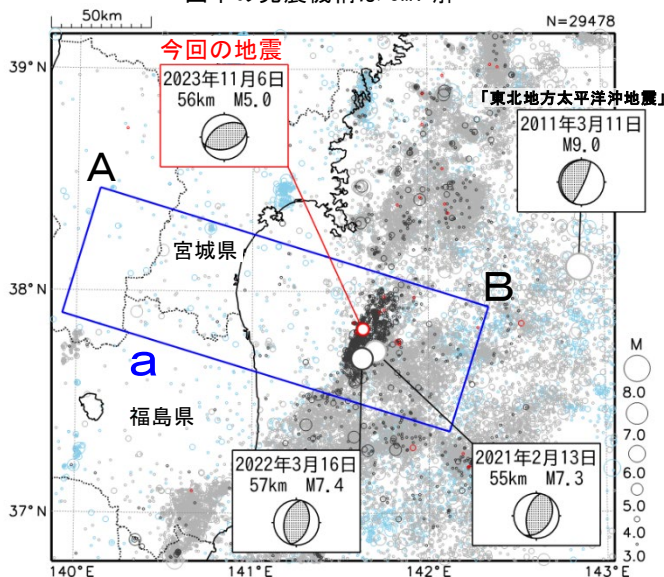 50km
N=29478
39°N
今回の地震
2023年11月6日
56km M5.0
「東北地方太平洋沖地震」
2011年3月11日
M9.0
A
宮城県
38°N
B
a
福島県
M
8.0
7.0
6.0
5.0
4.0
3.0
2022年3月16日
57km M7.4
2021年2月13日
55km M7.3
37°N
140°E
141°E
142°E
143°E